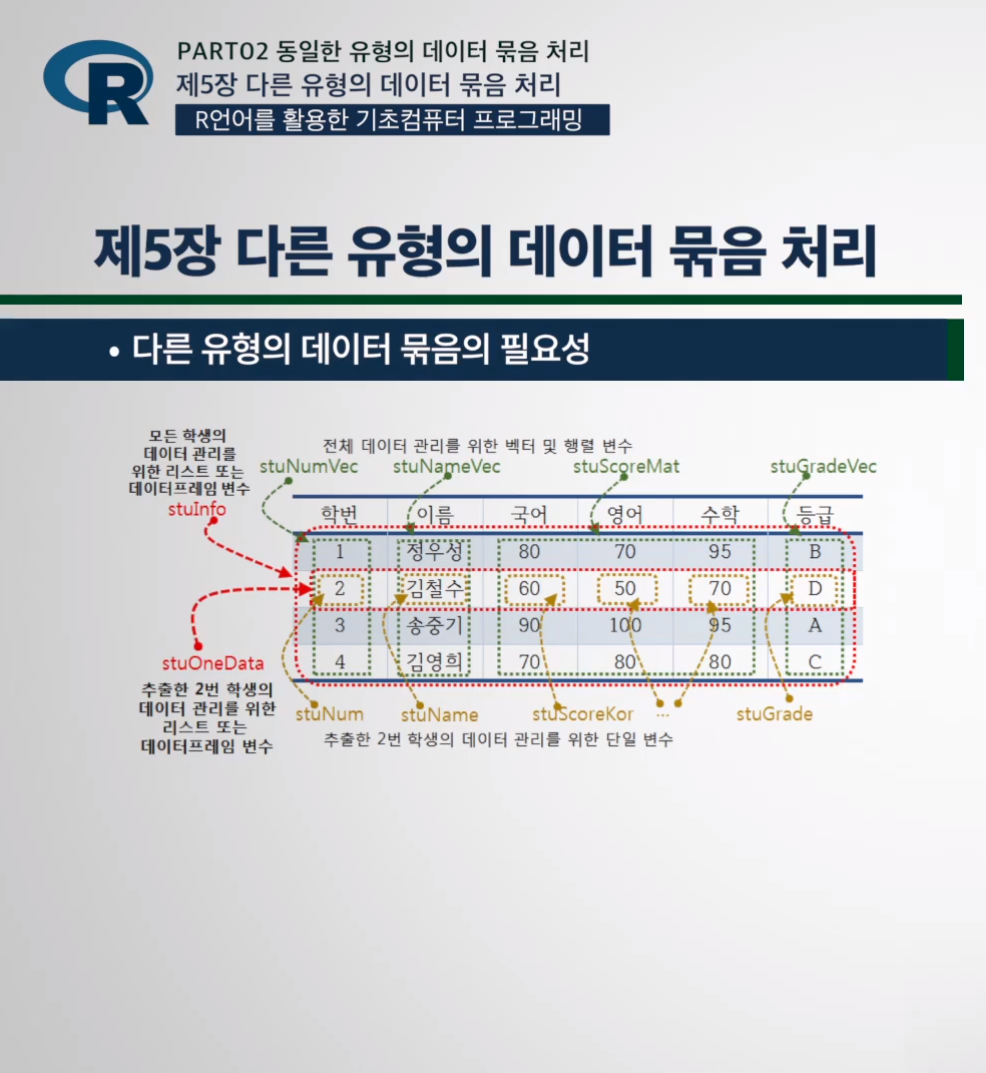 R
PART02 동일한 유형의 데이터 묶음 처리
제5장 다른 유형의 데이터 묶음 처리
R언어를 활용한 기초컴퓨터 프로그래밍
제5장 다른 유형의 데이터 묶음 처리
• 다른 유형의 데이터 묶음의 필요성
모든 학생의
데이터 관리를
위한 리스트 또는
데이터프레임 변수
stuInfo
전체 데이터 관리를 위한 벡터 및 행렬 변수
stuNumVec stuNameVec stuScoreMat stuGradeVec
학번 이름 국어 영어 수학 등급
1 정우성 80 70 95 B
2 김철수 60 50 70 D
3 송중기 90 100 95 A
4 김영희 70 80 80 C
stuOneData
추출한 2번 학생의
데이터 관리를 위한
리스트 또는
데이터프레임 변수
stuNum stuName stuScoreKor ... stuGrade
추출한 2번 학생의 데이터 관리를 위한 단일 변수